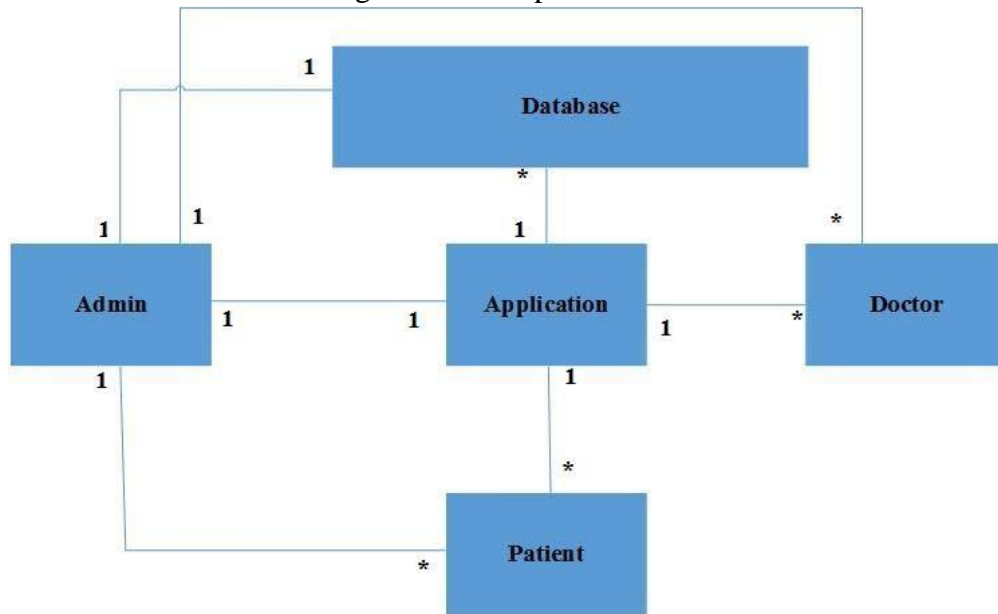 1
Database
*
1
1
1
*
Admin
Application
Doctor
1
1
1
*
1
1
*
Patient
*